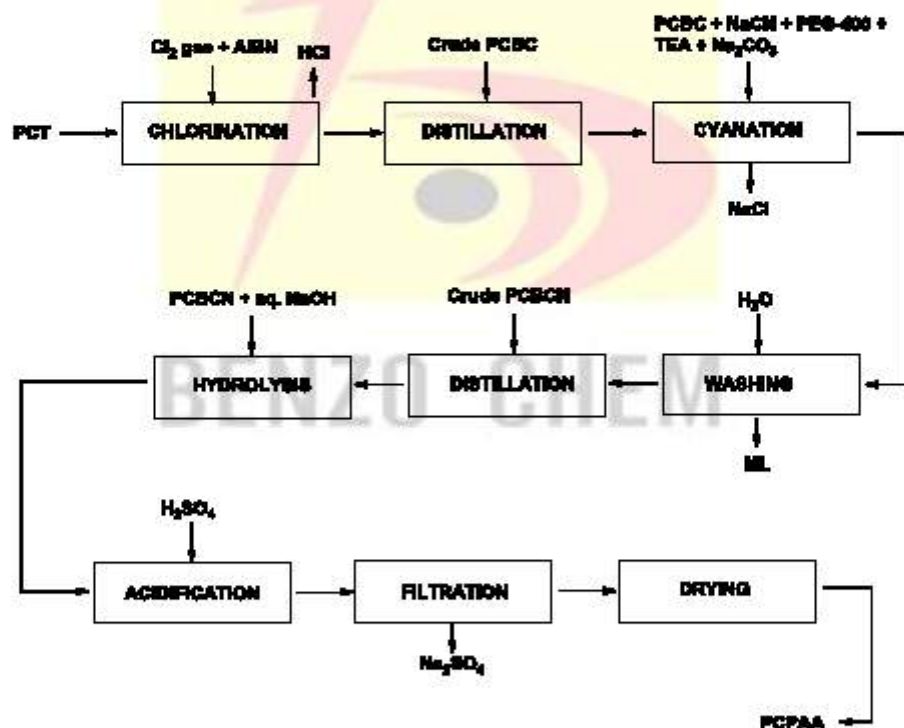 Cl₂ gas + AIBN
HCl
Crude PCBC
PCBC + NaCN + PEG-400 +
TEA + Na₂CO₃
PCT
CHLORINATION
DISTILLATION
CYANATION
NaCl
PCBCN + aq. NaOH
Crude PCBCN
H₂O
HYDROLYSIS
DISTILLATION
WASHING
BENZO CHEM
ML
H₂SO₄
ACIDIFICATION
FILTRATION
DRYING
Na₂SO₄
PCPAA